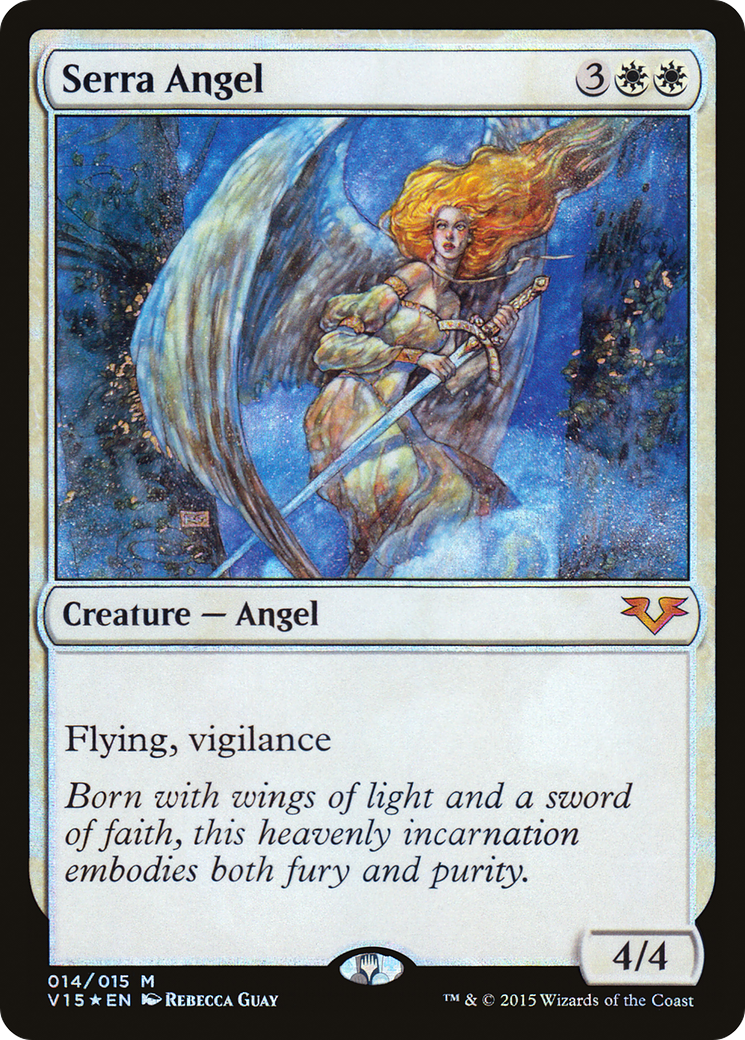 Serra Angel 3
Creature — Angel
Flying, vigilance
Born with wings of light and a sword
of faith, this heavenly incarnation
embodies both fury and purity.
4/4
014/015 M
V15★EN Rebecca Guay
™ & © 2015 Wizards of the Coast